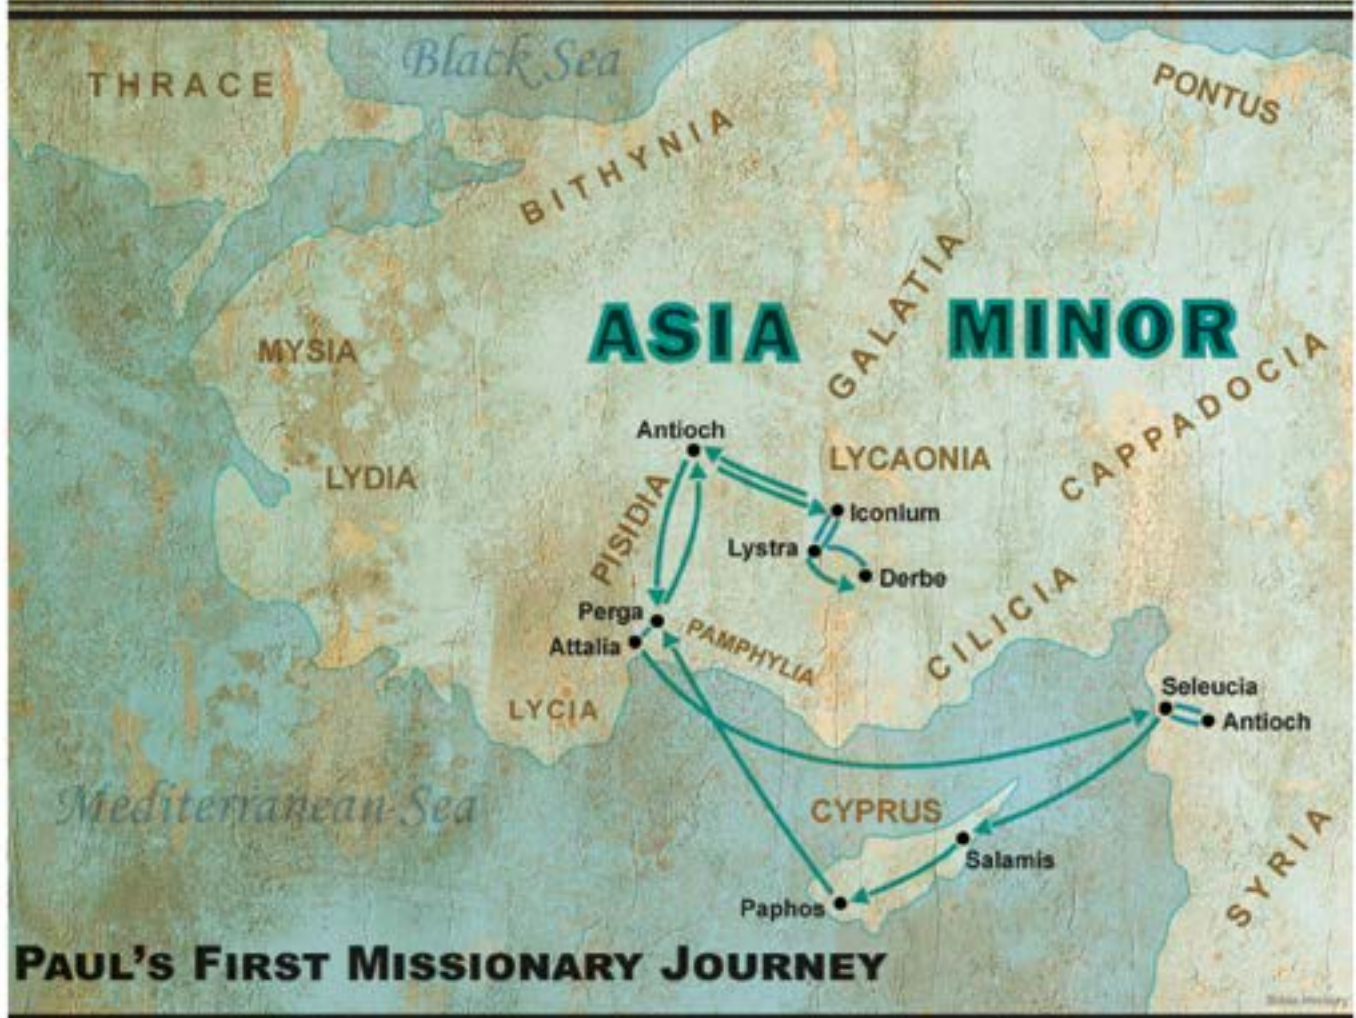 Black Sea
THRACE
PONTUS
BITHYNIA
GALATIA
ASIA MINOR
MYSIA
CAPPADOCIA
Antioch
LYCAONIA
LYDIA
PISIDIA
Iconium
Lystra
Derbe
CILICIA
Perga
PAMPHYLIA
Attalia
Seleucia
LYCIA
Antioch
Mediterranean Sea
CYPRUS
Salamis
SYRIA
Paphos
PAUL'S FIRST MISSIONARY JOURNEY